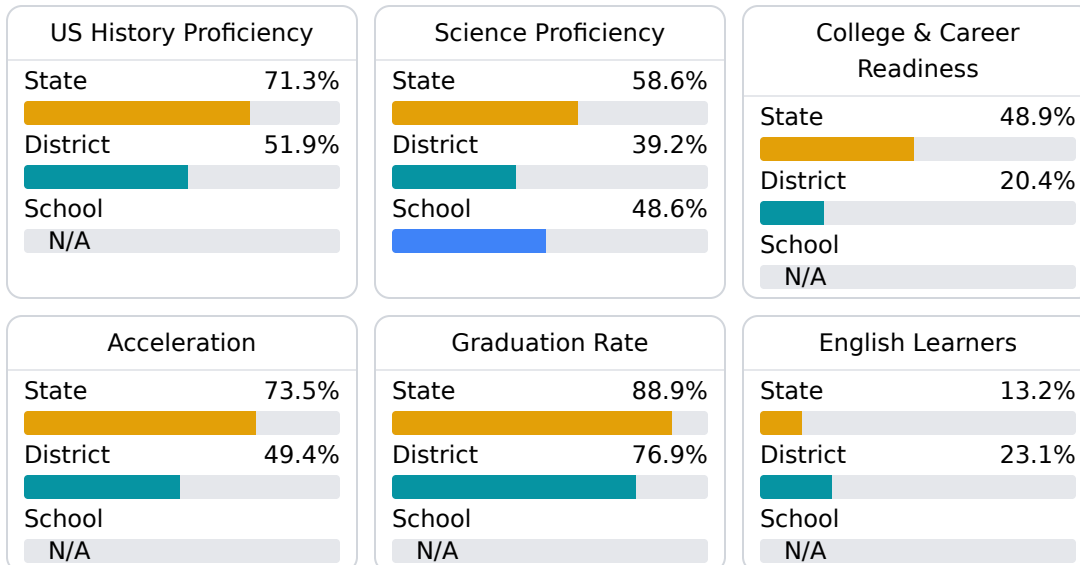 US History Proficiency
State 71.3%
District 51.9%
School
N/A
Science Proficiency
State 58.6%
District 39.2%
School 48.6%
College & Career
Readiness
State 48.9%
District 20.4%
School
N/A
Acceleration
State 73.5%
District 49.4%
School
N/A
Graduation Rate
State 88.9%
District 76.9%
School
N/A
English Learners
State 13.2%
District 23.1%
School
N/A